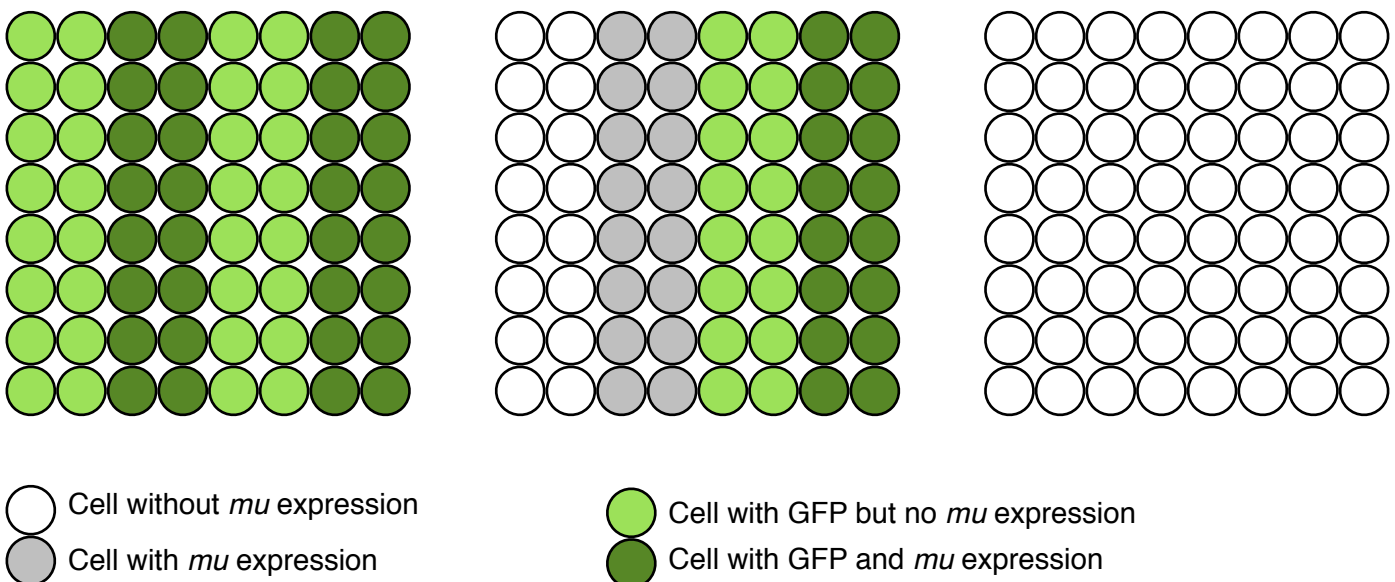 Cell without mu expression
Cell with mu expression
Cell with GFP but no mu expression
Cell with GFP and mu expression